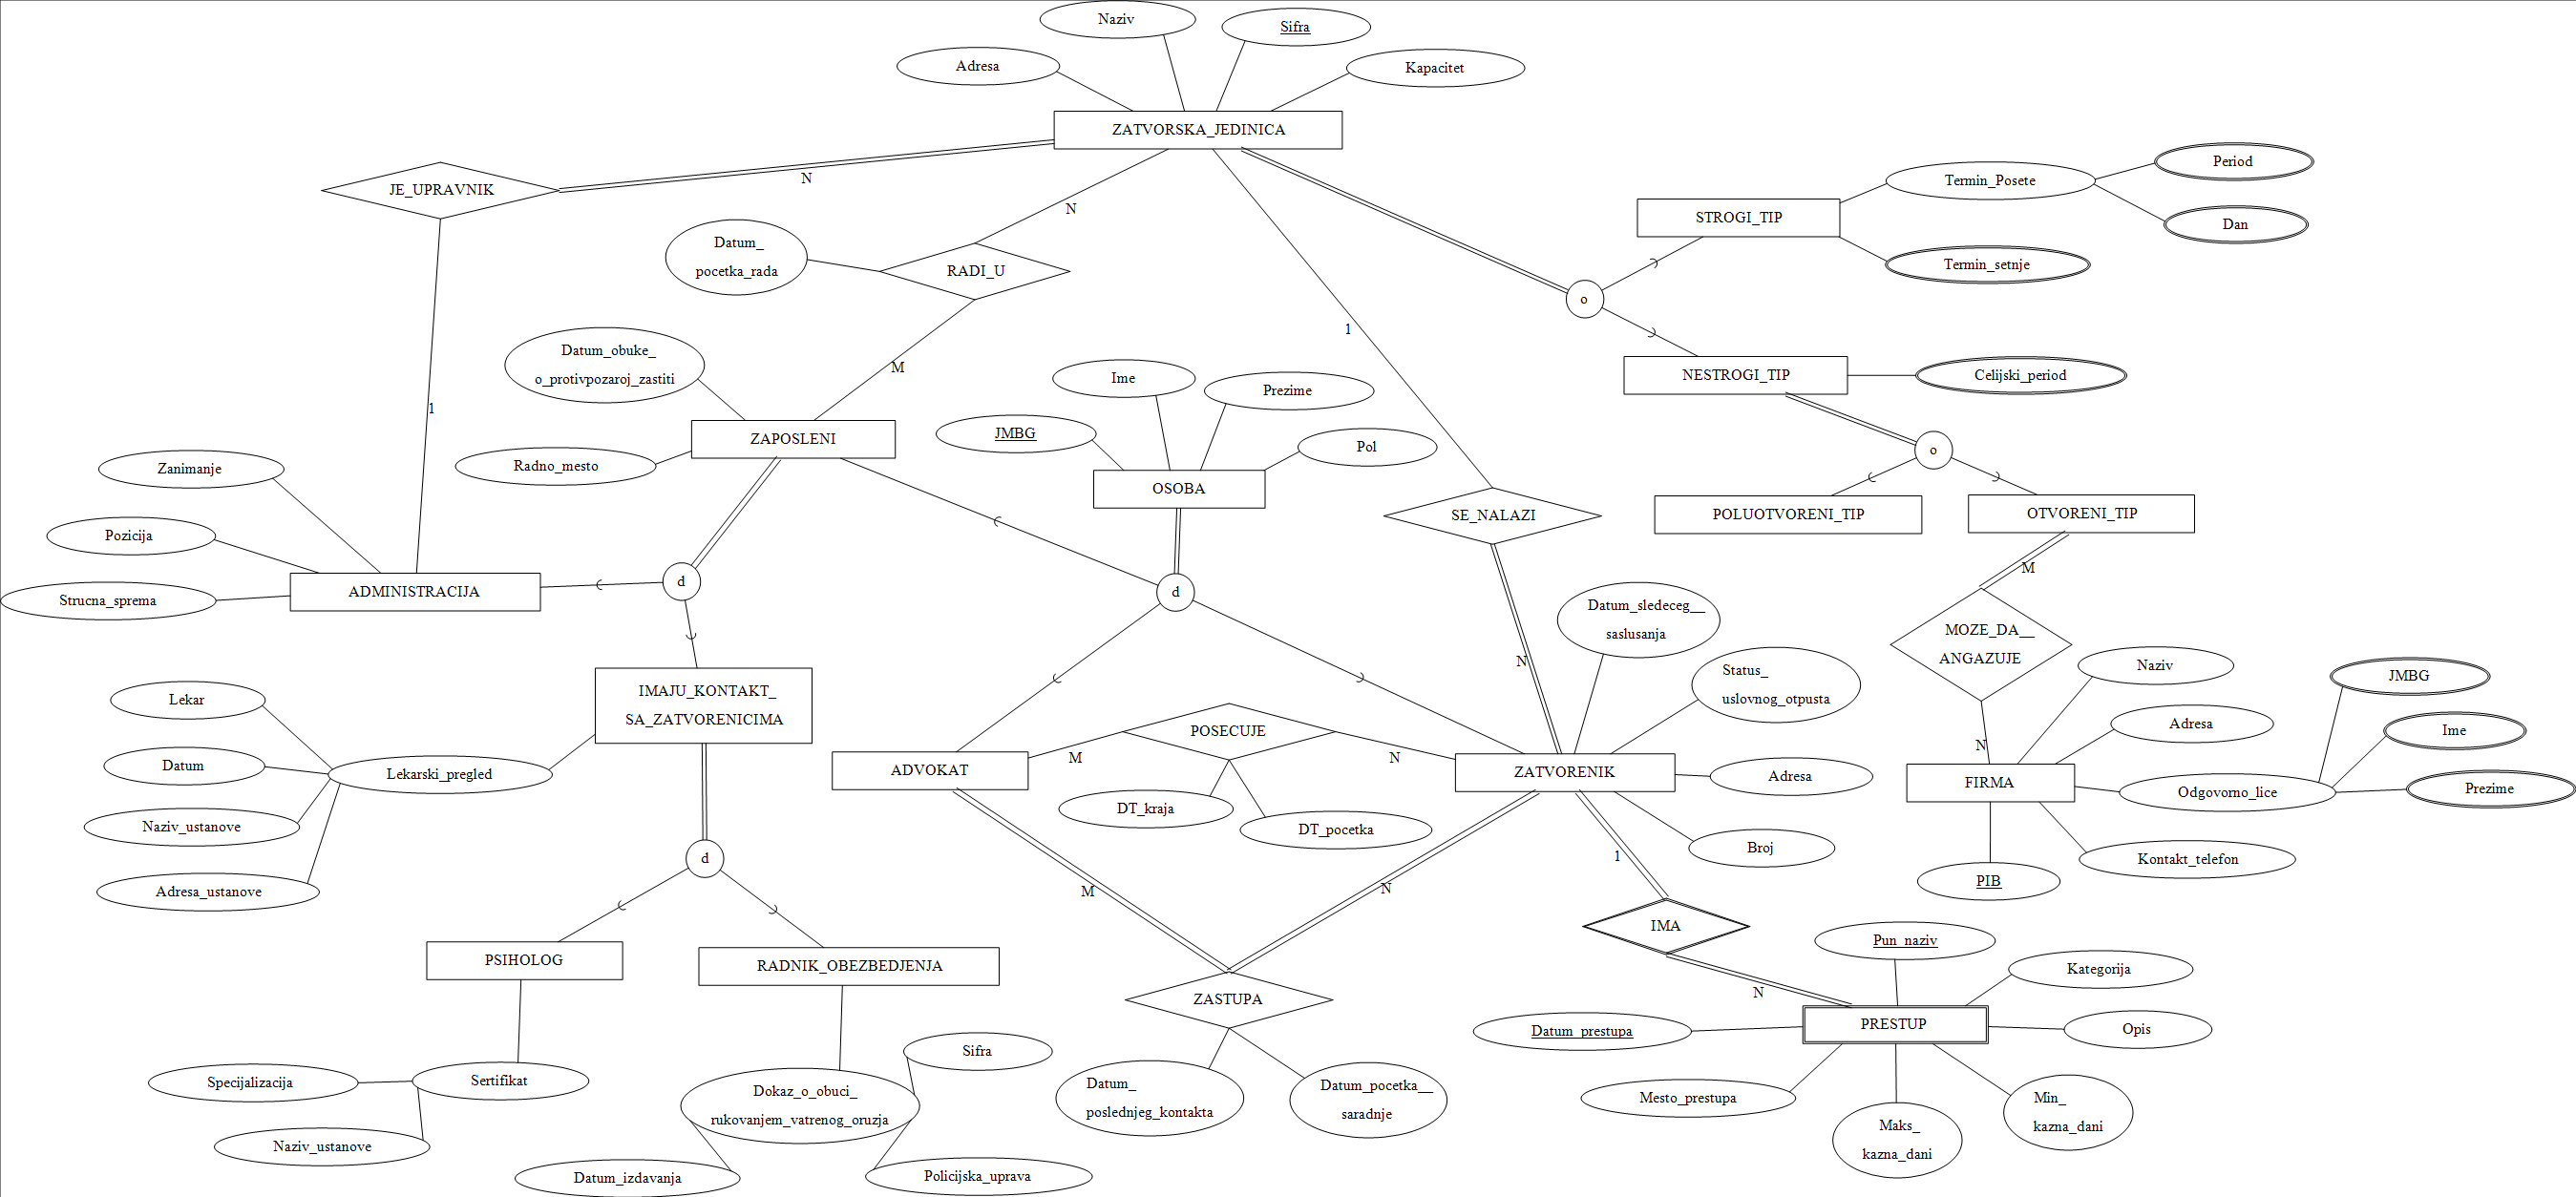 Naziv
Sifra
Adresa
Kapacitet
ZATVORSKA_JEDINICA
Period
Termin_Posete
JE_UPRAVNIK
N
N
STROGI_TIP
Dan
Datum_
pocetka_rada
RADI_U
Termin_setnje
o
1
Datum_obuke_
o_protivpozaroj_zastiti
M
Ime
Prezime
NESTROGI_TIP
Celijski_period
1
ZAPOSLENI
JMBG
Pol
o
Zanimanje
Radno_mesto
OSOBA
SE_NALAZI
POLUOTVORENI_TIP
OTVORENI_TIP
Pozicija
M
d
d
Strucna_sprema
ADMINISTRACIJA
Datum_sledeceg__
saslusanja
MOZE_DA__
ANGAZUJE
N
Naziv
JMBG
IMAJU_KONTAKT_
SA_ZATVORENICIMA
Status_
uslovnog_otpusta
Lekar
Adresa
Ime
POSECUJE
N
M
N
Datum
Lekarski_pregled
ADVOKAT
ZATVORENIK
Adresa
FIRMA
Odgovorno_lice
Prezime
DT_kraja
DT_pocetka
Naziv_ustanove
Broj
1
d
Kontakt_telefon
PIB
Adresa_ustanove
M
N
IMA
Pun_naziv
PSIHOLOG
RADNIK_OBEZBEDJENJA
Kategorija
N
ZASTUPA
PRESTUP
Datum_prestupa
Opis
Sifra
Specijalizacija
Sertifikat
Dokaz_o_obuci_
rukovanjem_vatrenog_oruzja
Datum_
poslednjeg_kontakta
Datum_pocetka__
saradnje
Mesto_prestupa
Min_
kazna_dani
Maks_
kazna_dani
Naziv_ustanove
Datum_izdavanja
Policijska_uprava